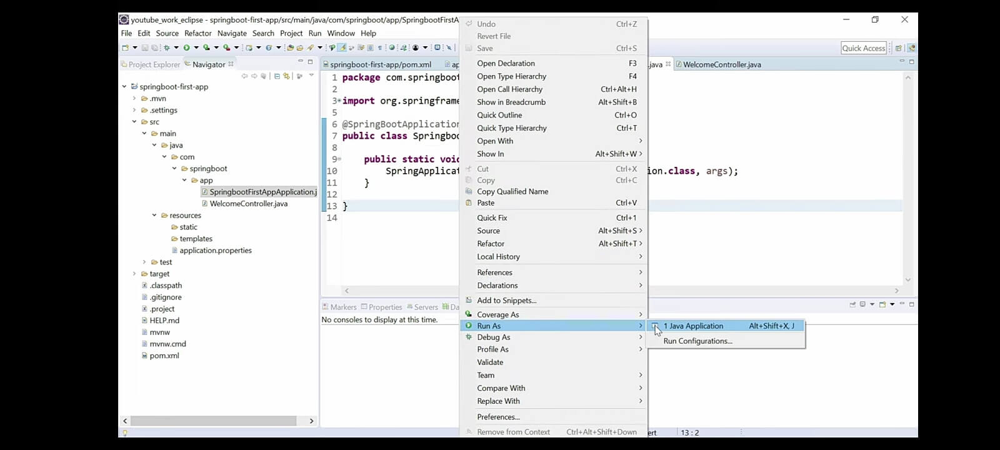 youtube_work_eclipse - springboot-first-app/src/main/java/com/springboot/app/SpringbootFirstA
File Edit Source Refactor Navigate Search Project Run Window Help
Quick Access
Project Explorer Navigator
springboot-first-app/pom.xml ap .java WelcomeController.java
springboot-first-app
.mvn
.settings
src
main
java
com
springboot
app
SpringbootFirstAppApplication.j
WelcomeController.java
resources
static
templates
application.properties
test
target
.classpath
.gitignore
.project
HELP.md
mvnw
mvnw.cmd
pom.xml
1 package com.springboot
2
3 import org.springframe
5
6 @SpringBootApplication
7 public class Springboo
8
9 public static void
10 SpringApplicat ion.class, args);
11 }
12
13 }
14
Markers Properties Servers Da
No consoles to display at this time.
Undo Ctrl+Z
Revert File
Save Ctrl+S
Open Declaration F3
Open Type Hierarchy F4
Open Call Hierarchy Ctrl+Alt+H
Show in Breadcrumb Alt+Shift+B
Quick Outline Ctrl+O
Quick Type Hierarchy Ctrl+T
Open With
Show In Alt+Shift+W
Cut Ctrl+X
Copy Ctrl+C
Copy Qualified Name
Paste Ctrl+V
Quick Fix Ctrl+1
Source Alt+Shift+S
Refactor Alt+Shift+T
Local History
References
Declarations
Add to Snippets...
Coverage As
Run As
Debug As
Profile As
Validate
Team
Compare With
Replace With
Preferences...
Remove from Context Ctrl+Alt+Shift+Down
1 Java Application Alt+Shift+X, J
Run Configurations...
ert 13 : 2